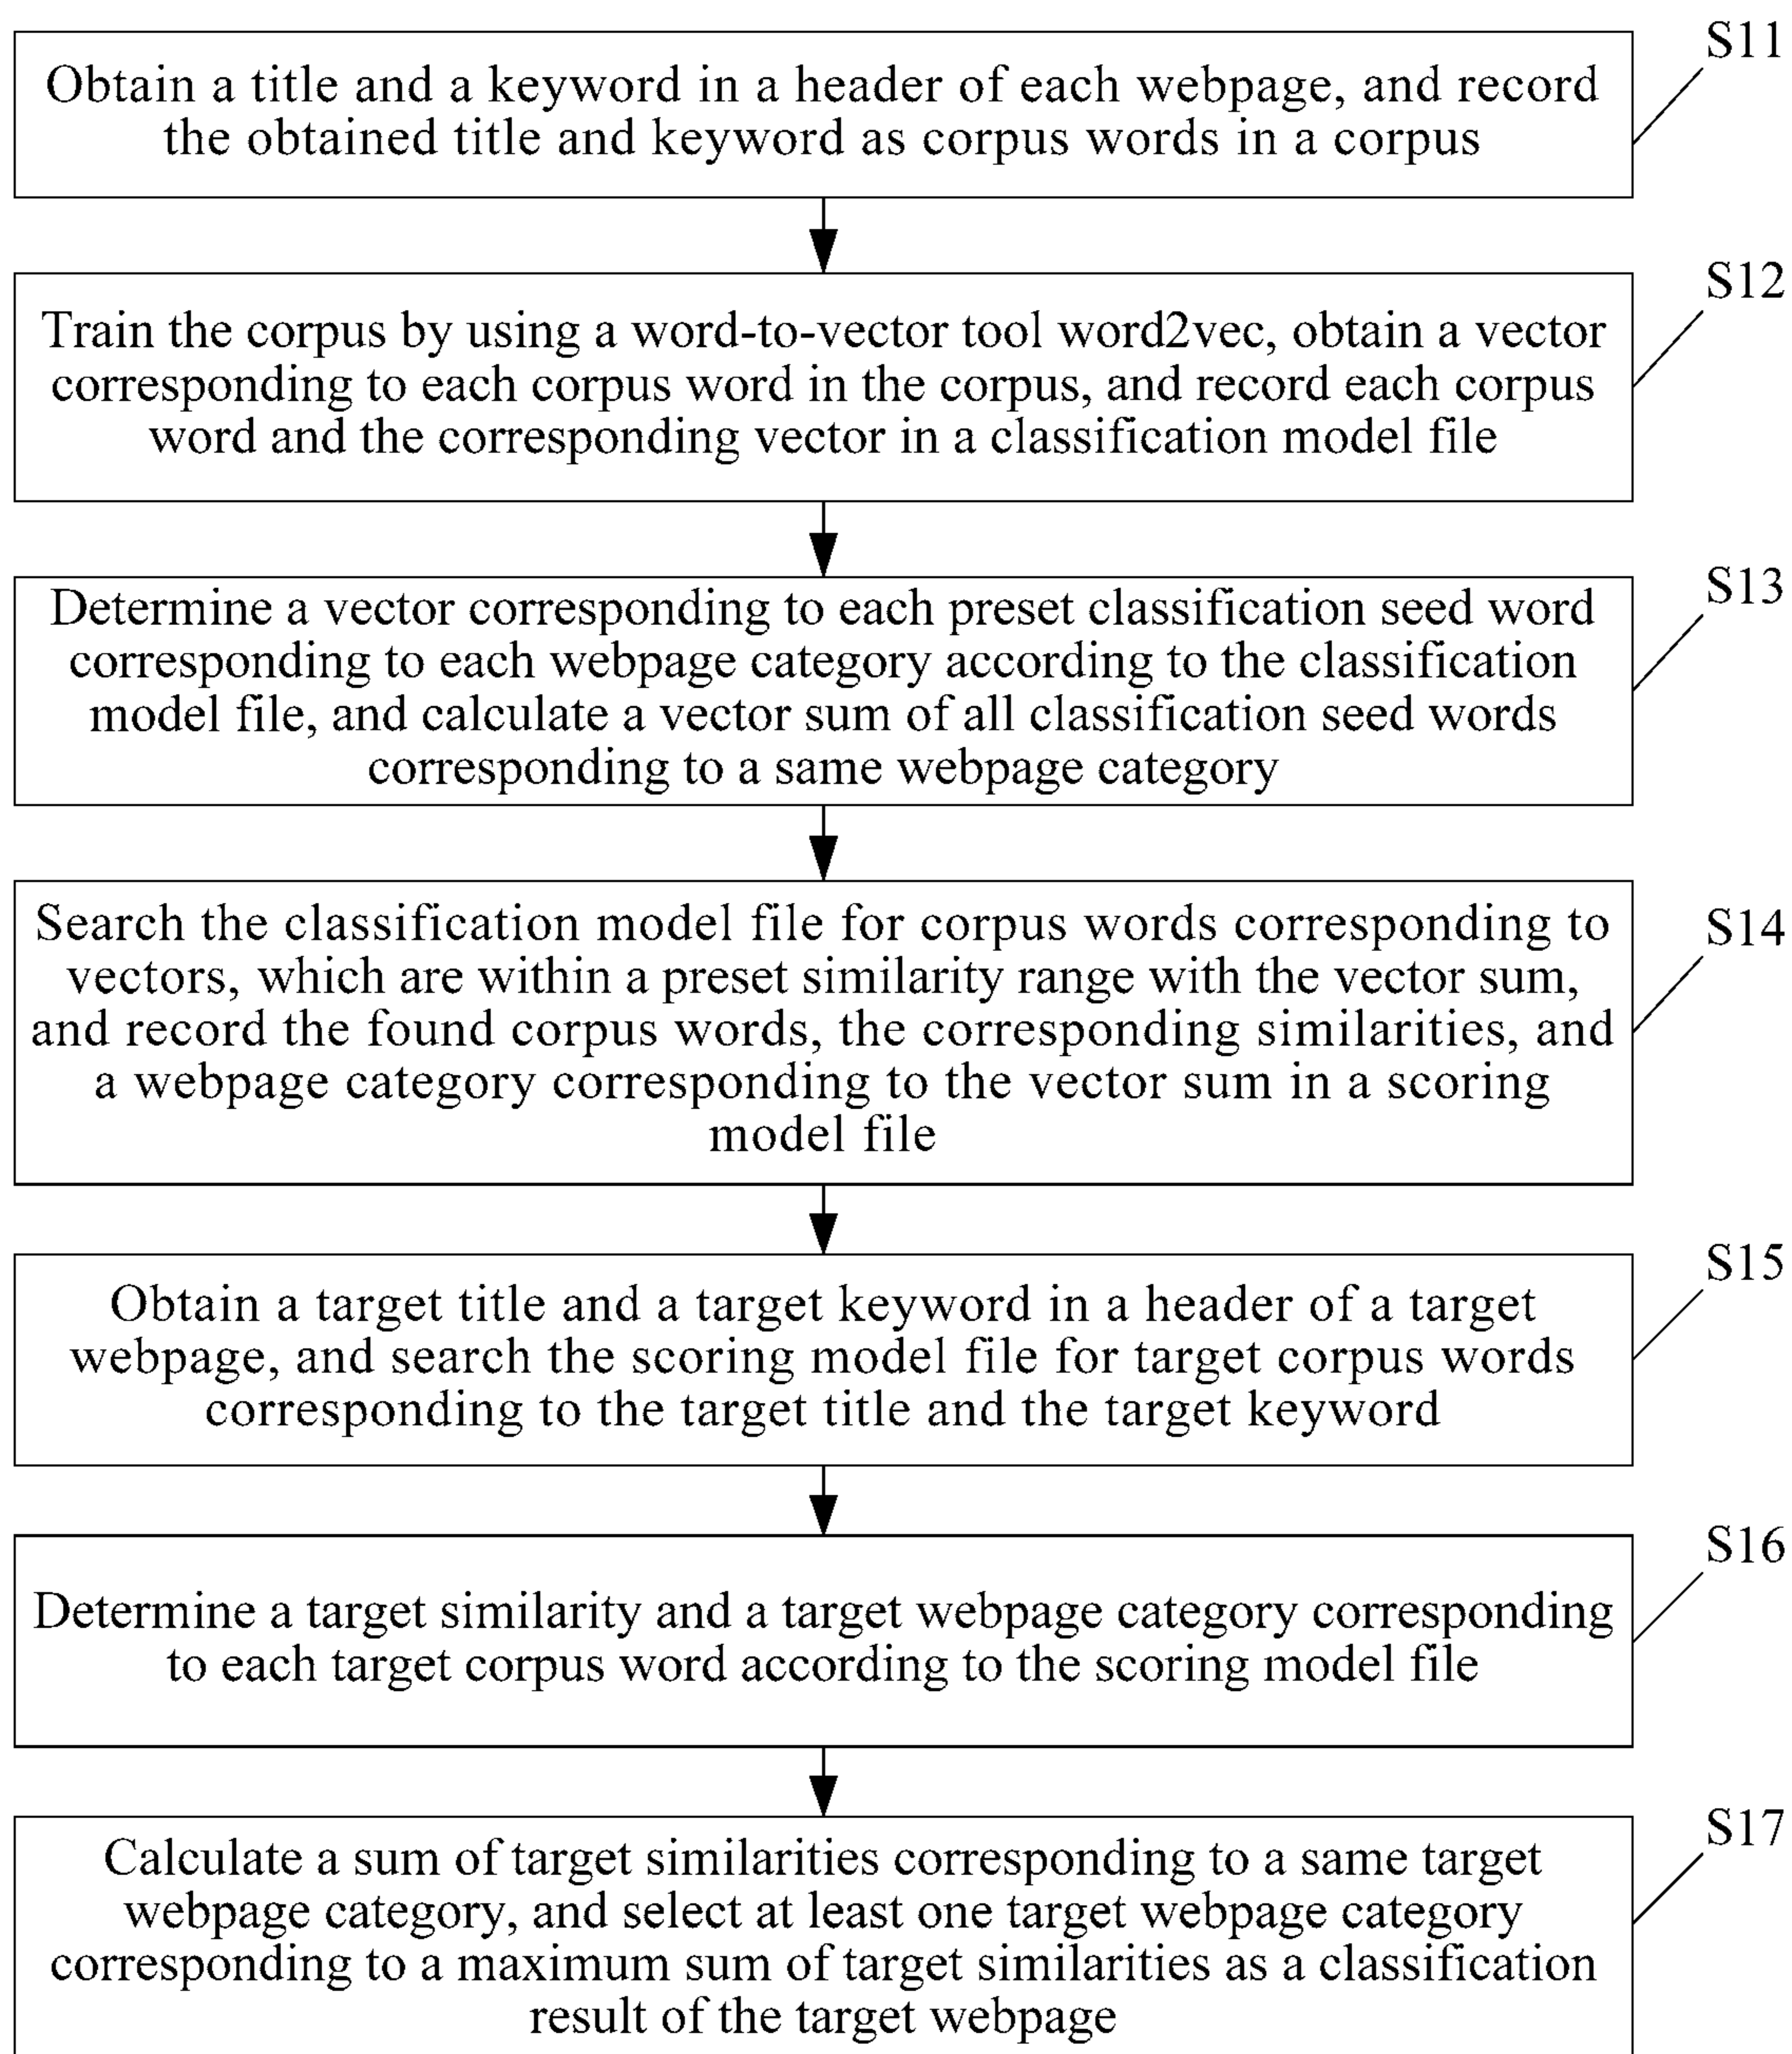 S11
Obtain a title and a keyword in a header of each webpage, and record
the obtained title and keyword as corpus words in a corpus
S12
Train the corpus by using a word-to-vector tool word2vec, obtain a vector
corresponding to each corpus word in the corpus, and record each corpus
word and the corresponding vector in a classification model file
S13
Determine a vector corresponding to each preset classification seed word
corresponding to each webpage category according to the classification
model file, and calculate a vector sum of all classification seed words
corresponding to a same webpage category
S14
Search the classification model file for corpus words corresponding to
vectors, which are within a preset similarity range with the vector sum,
and record the found corpus words, the corresponding similarities, and
a webpage category corresponding to the vector sum in a scoring
model file
S15
Obtain a target title and a target keyword in a header of a target
webpage, and search the scoring model file for target corpus words
corresponding to the target title and the target keyword
S16
Determine a target similarity and a target webpage category corresponding
to each target corpus word according to the scoring model file
S17
Calculate a sum of target similarities corresponding to a same target
webpage category, and select at least one target webpage category
corresponding to a maximum sum of target similarities as a classification
result of the target webpage